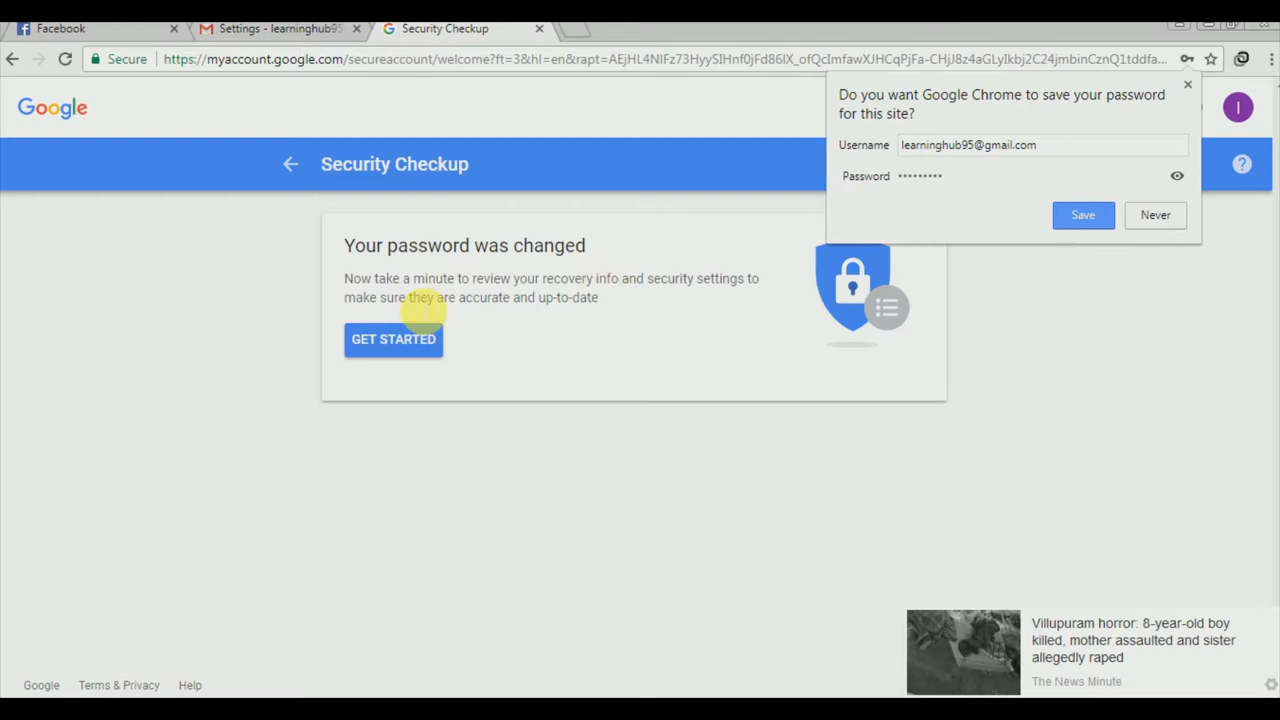 Facebook
Settings - learninghub95
Security Checkup
Secure
https://myaccount.google.com/secureaccount/welcome?ft=3&hl=en&rapt=
Do you want Google Chrome to save your password
for this site?
Username
learninghub95@gmail.com
Password
•••••••••
Save
Never
Google
I
Security Checkup
Your password was changed
Now take a minute to review your recovery info and security settings to
make sure they are accurate and up-to-date
GET STARTED
Villupuram horror: 8-year-old boy
killed, mother assaulted and sister
allegedly raped
The News Minute
Google
Terms & Privacy
Help